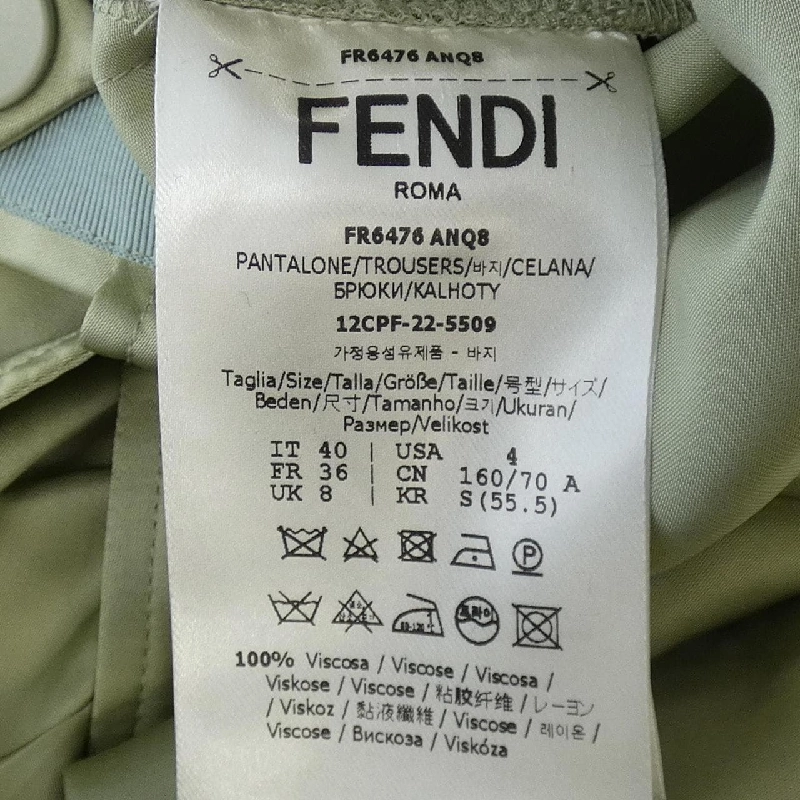 FR6476 ANQ8
FENDI
ROMA
FR6476 ANQ8
PANTALONE/TROUSERS/바지/CELANA/
БРЮКИ/KALHOTY
12CPF-22-5509
가정용섬유제품 - 바지
Taglia/Size/Talla/Größe/Taille/号型/サイズ/
Beden/尺寸/Tamanho/크기/Ukuran/
Размер/Velikost
IT 40 | USA 4
FR 36 | CN 160/70 A
UK 8 | KR S(55.5)
P
드라이
100% Viscosa / Viscose / Viscosa /
Viskose / Viscose / 粘胶纤维 / レーヨン
/ Viskoz / 黏液纖維 / Viscose / 레이온 /
Viscose / Вискоза / Viskóza